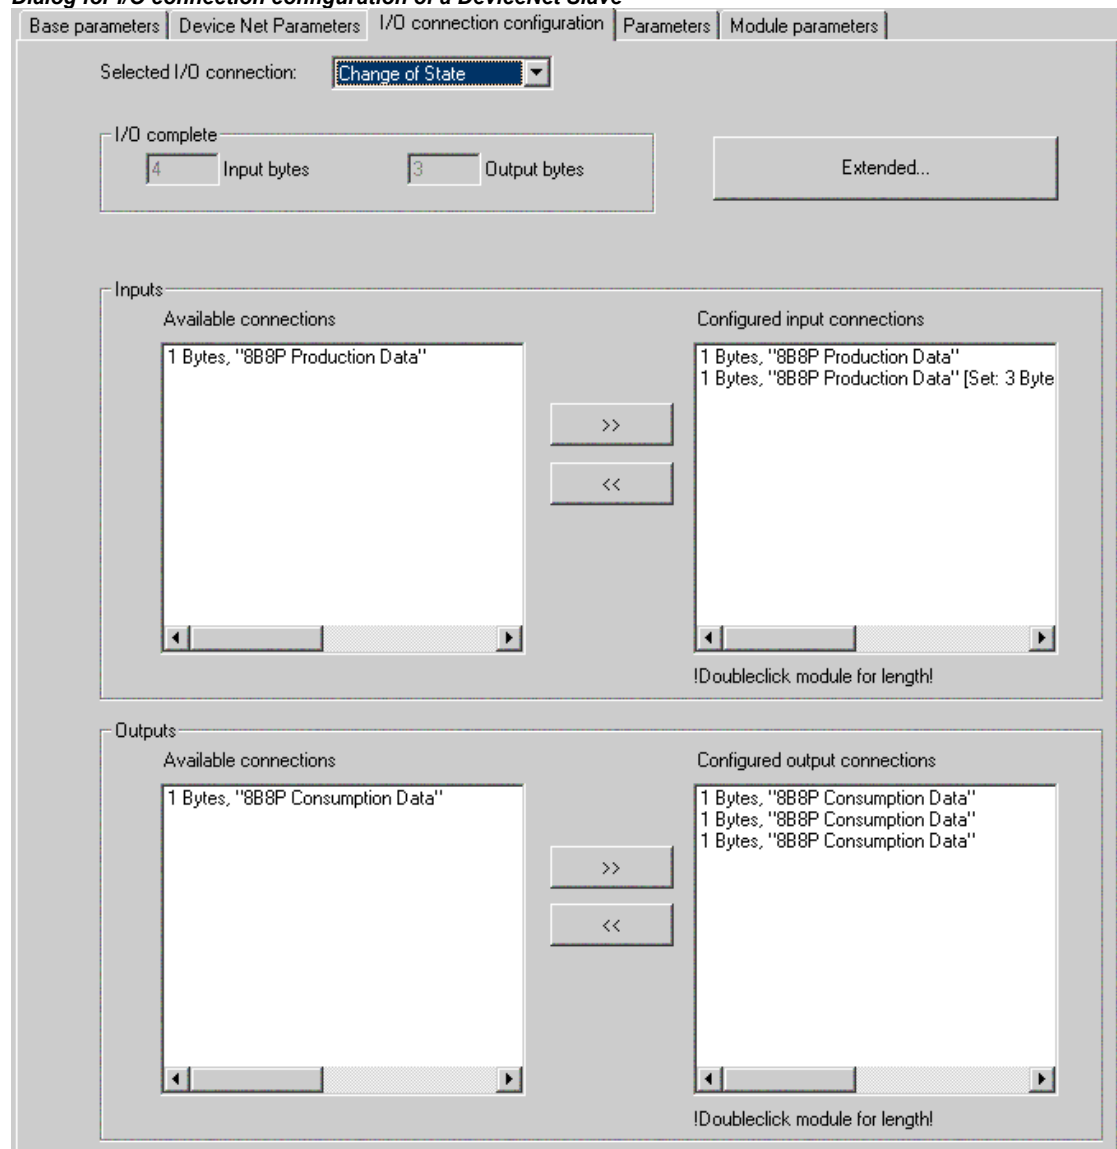 Dialog for I/O connection configuration of a DeviceNet Slave
Base parameters Device Net Parameters I/O connection configuration Parameters Module parameters
Selected I/O connection: Change of State
I/O complete
4 Input bytes 3 Output bytes Extended...
Inputs
Available connections Configured input connections
1 Bytes, "8B8P Production Data" 1 Bytes, "8B8P Production Data"
1 Bytes, "8B8P Production Data" [Set: 3 Byte
>>
<<
!Doubleclick module for length!
Outputs
Available connections Configured output connections
1 Bytes, "8B8P Consumption Data" 1 Bytes, "8B8P Consumption Data"
1 Bytes, "8B8P Consumption Data"
1 Bytes, "8B8P Consumption Data"
>>
<<
!Doubleclick module for length!